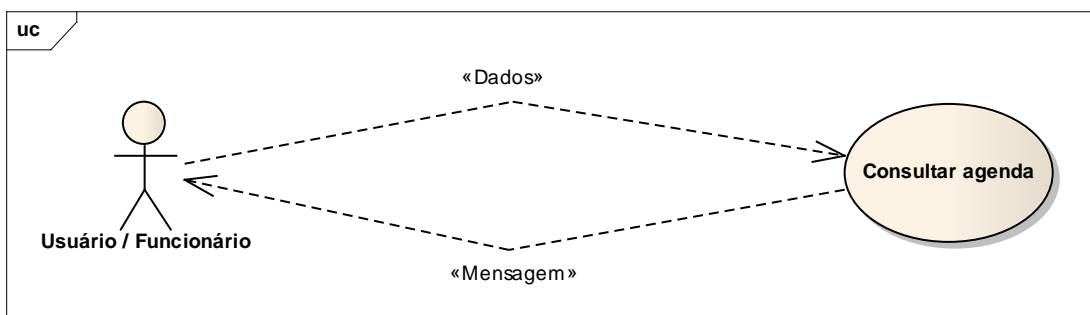 uc
«Dados»
Consultar agenda
Usuário / Funcionário
«Mensagem»